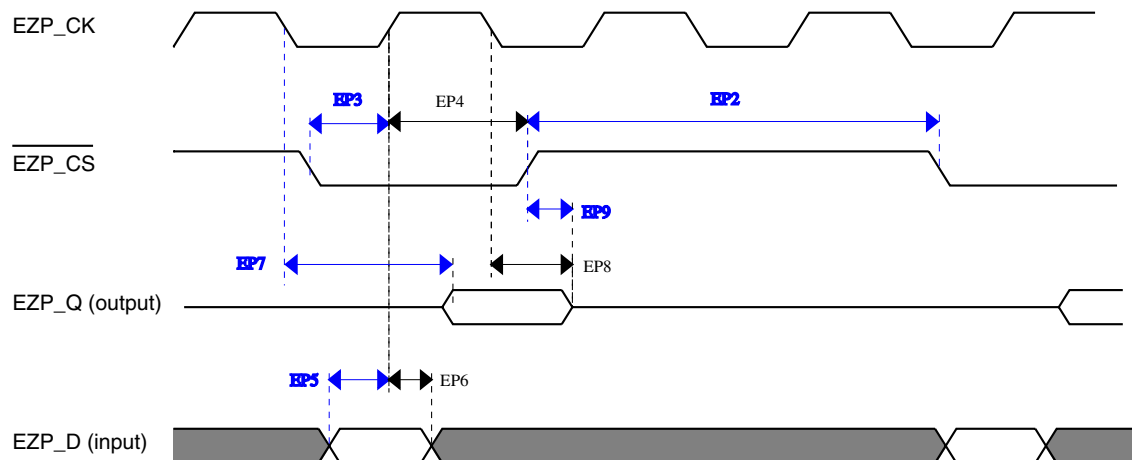 EZP_CK
EP3
EP4
EP2
EZP_CS
EP9
EP7
EP8
EZP_Q (output)
EP5
EP6
EZP_D (input)